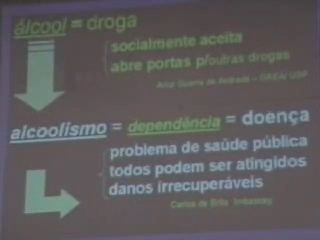 álcool = droga
socialmente aceita
abre portas p/outras drogas
Artur Guerra de Andrade - GREA/ USP
alcoolismo = dependência = doença
problema de saúde pública
todos podem ser atingidos
danos irrecuperáveis
Carlos de Brito Imbassahy